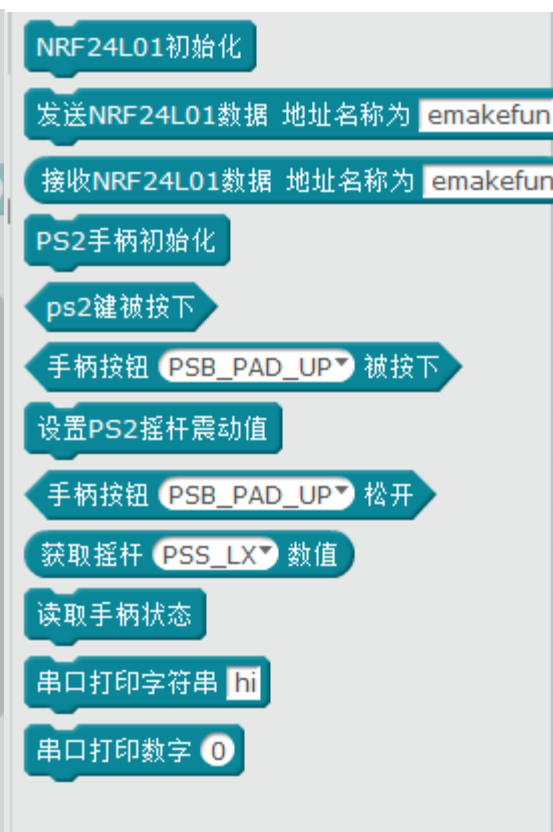 NRF24L01初始化
发送NRF24L01数据 地址名称为 emakefun
接收NRF24L01数据 地址名称为 emakefun
PS2手柄初始化
ps2键被按下
手柄按钮 PSB_PAD_UP 被按下
设置PS2摇杆震动值
手柄按钮 PSB_PAD_UP 松开
获取摇杆 PSS_LX 数值
读取手柄状态
串口打印字符串 hi
串口打印数字 0